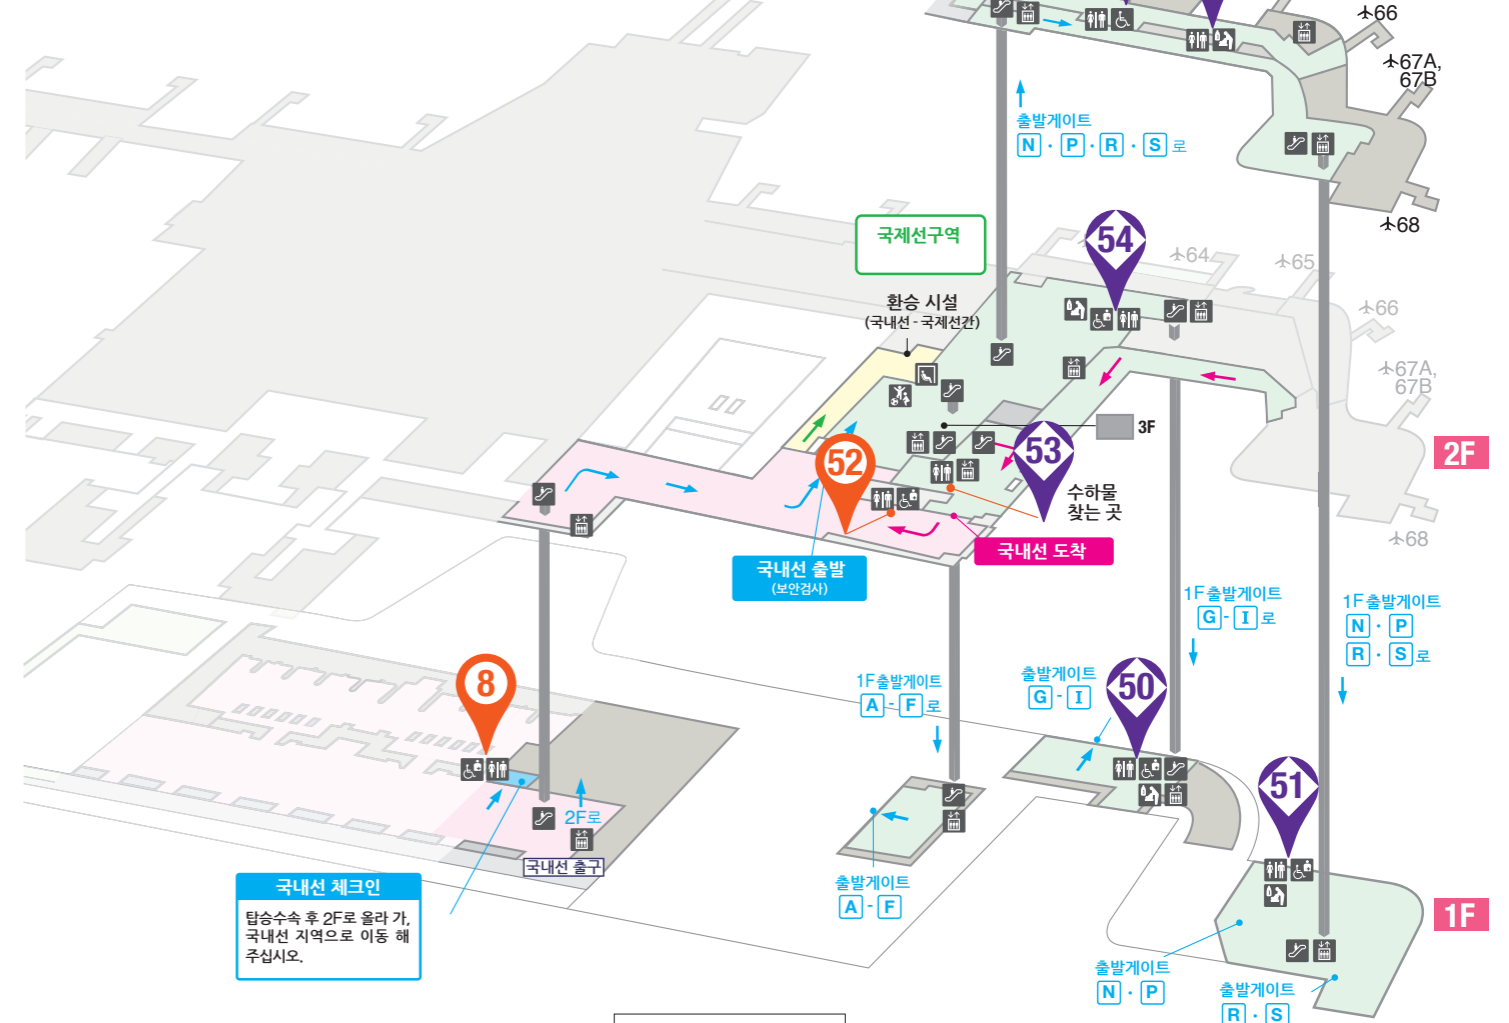 66
67A,
67B
68
출발게이트
N · P · R · S 로
국제선구역
54
64
65
66
67A,
67B
68
환승 시설
(국내선 - 국제선간)
3F
53
52
수하물
찾는 곳
2F
국내선 도착
국내선 출발
(보안검사)
1F출발게이트
G - I 로
1F출발게이트
N · P
R · S 로
8
1F출발게이트
A - F 로
출발게이트
G - I
50
51
2F로
국내선 출구
국내선 체크인
탑승수속 후 2F로 올라 가,
국내선 지역으로 이동 해
주십시오.
출발게이트
A - F
1F
출발게이트
N · P
출발게이트
R · S